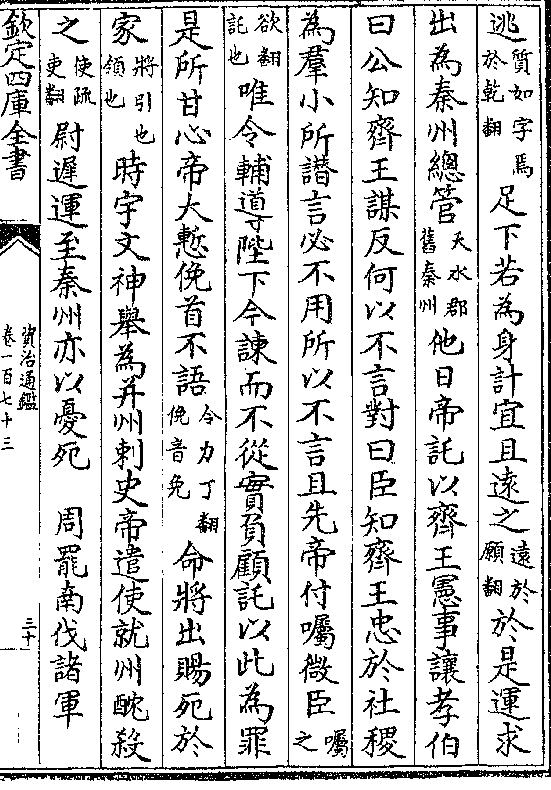 逃質如字焉於乾翻足下若為身計宜且逺之逺於願翻於是運求
出為秦州總管天水郡舊秦州他日帝託以齊王憲事讓孝伯
曰公知齊王謀反何以不言對曰臣知齊王忠於社稷
為羣小所譖言必不用所以不言且先帝付囑微臣囑之
欲翻託也唯令輔導陛下今諫而不從實負顧託以此為罪
是所甘心帝大慙俛首不語令力丁翻俛音免命將出賜死於
家將引也領也時宇文神舉為并州刺史帝遣使就州酖殺
之使疏吏翻尉遲運至秦州亦以憂死　周罷南伐諸軍
欽定四庫全書
資治通鑑
卷一百七十三
三十